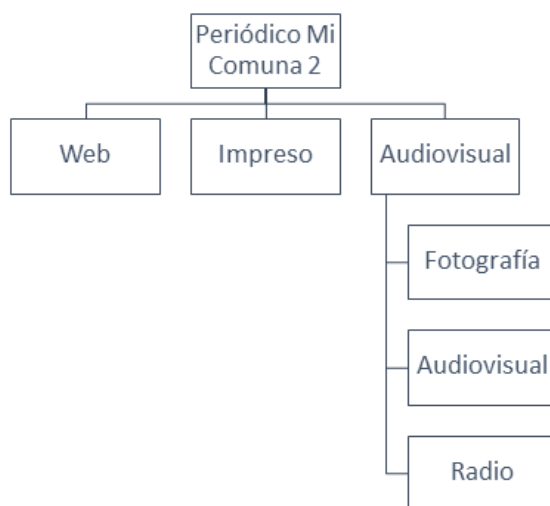 Periódico Mi
Comuna 2
Web
Impreso
Audiovisual
Fotografía
Audiovisual
Radio